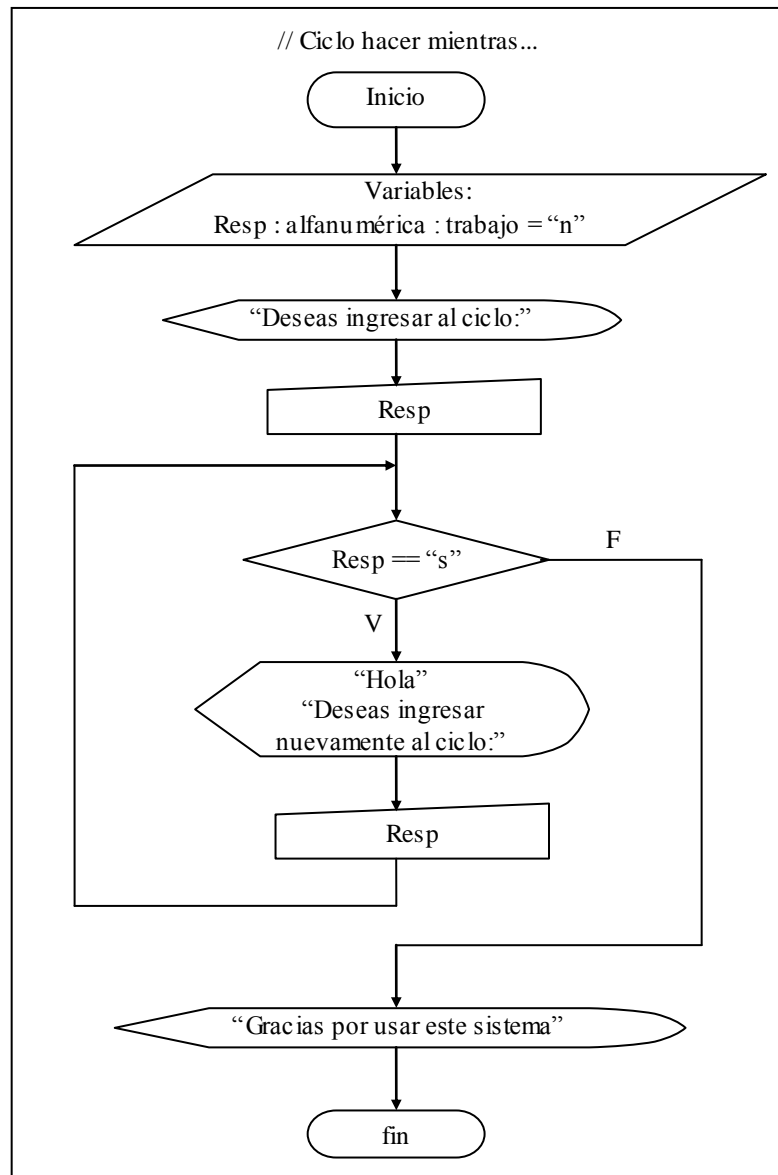 // Ciclo hacer mientras...
Inicio
Variables:
Resp : alfanumérica : trabajo = “n”
“Deseas ingresar al ciclo:”
Resp
Resp == “s”
F
V
“Hola”
“Deseas ingresar
nuevamente al ciclo:”
Resp
“Gracias por usar este sistema”
fin